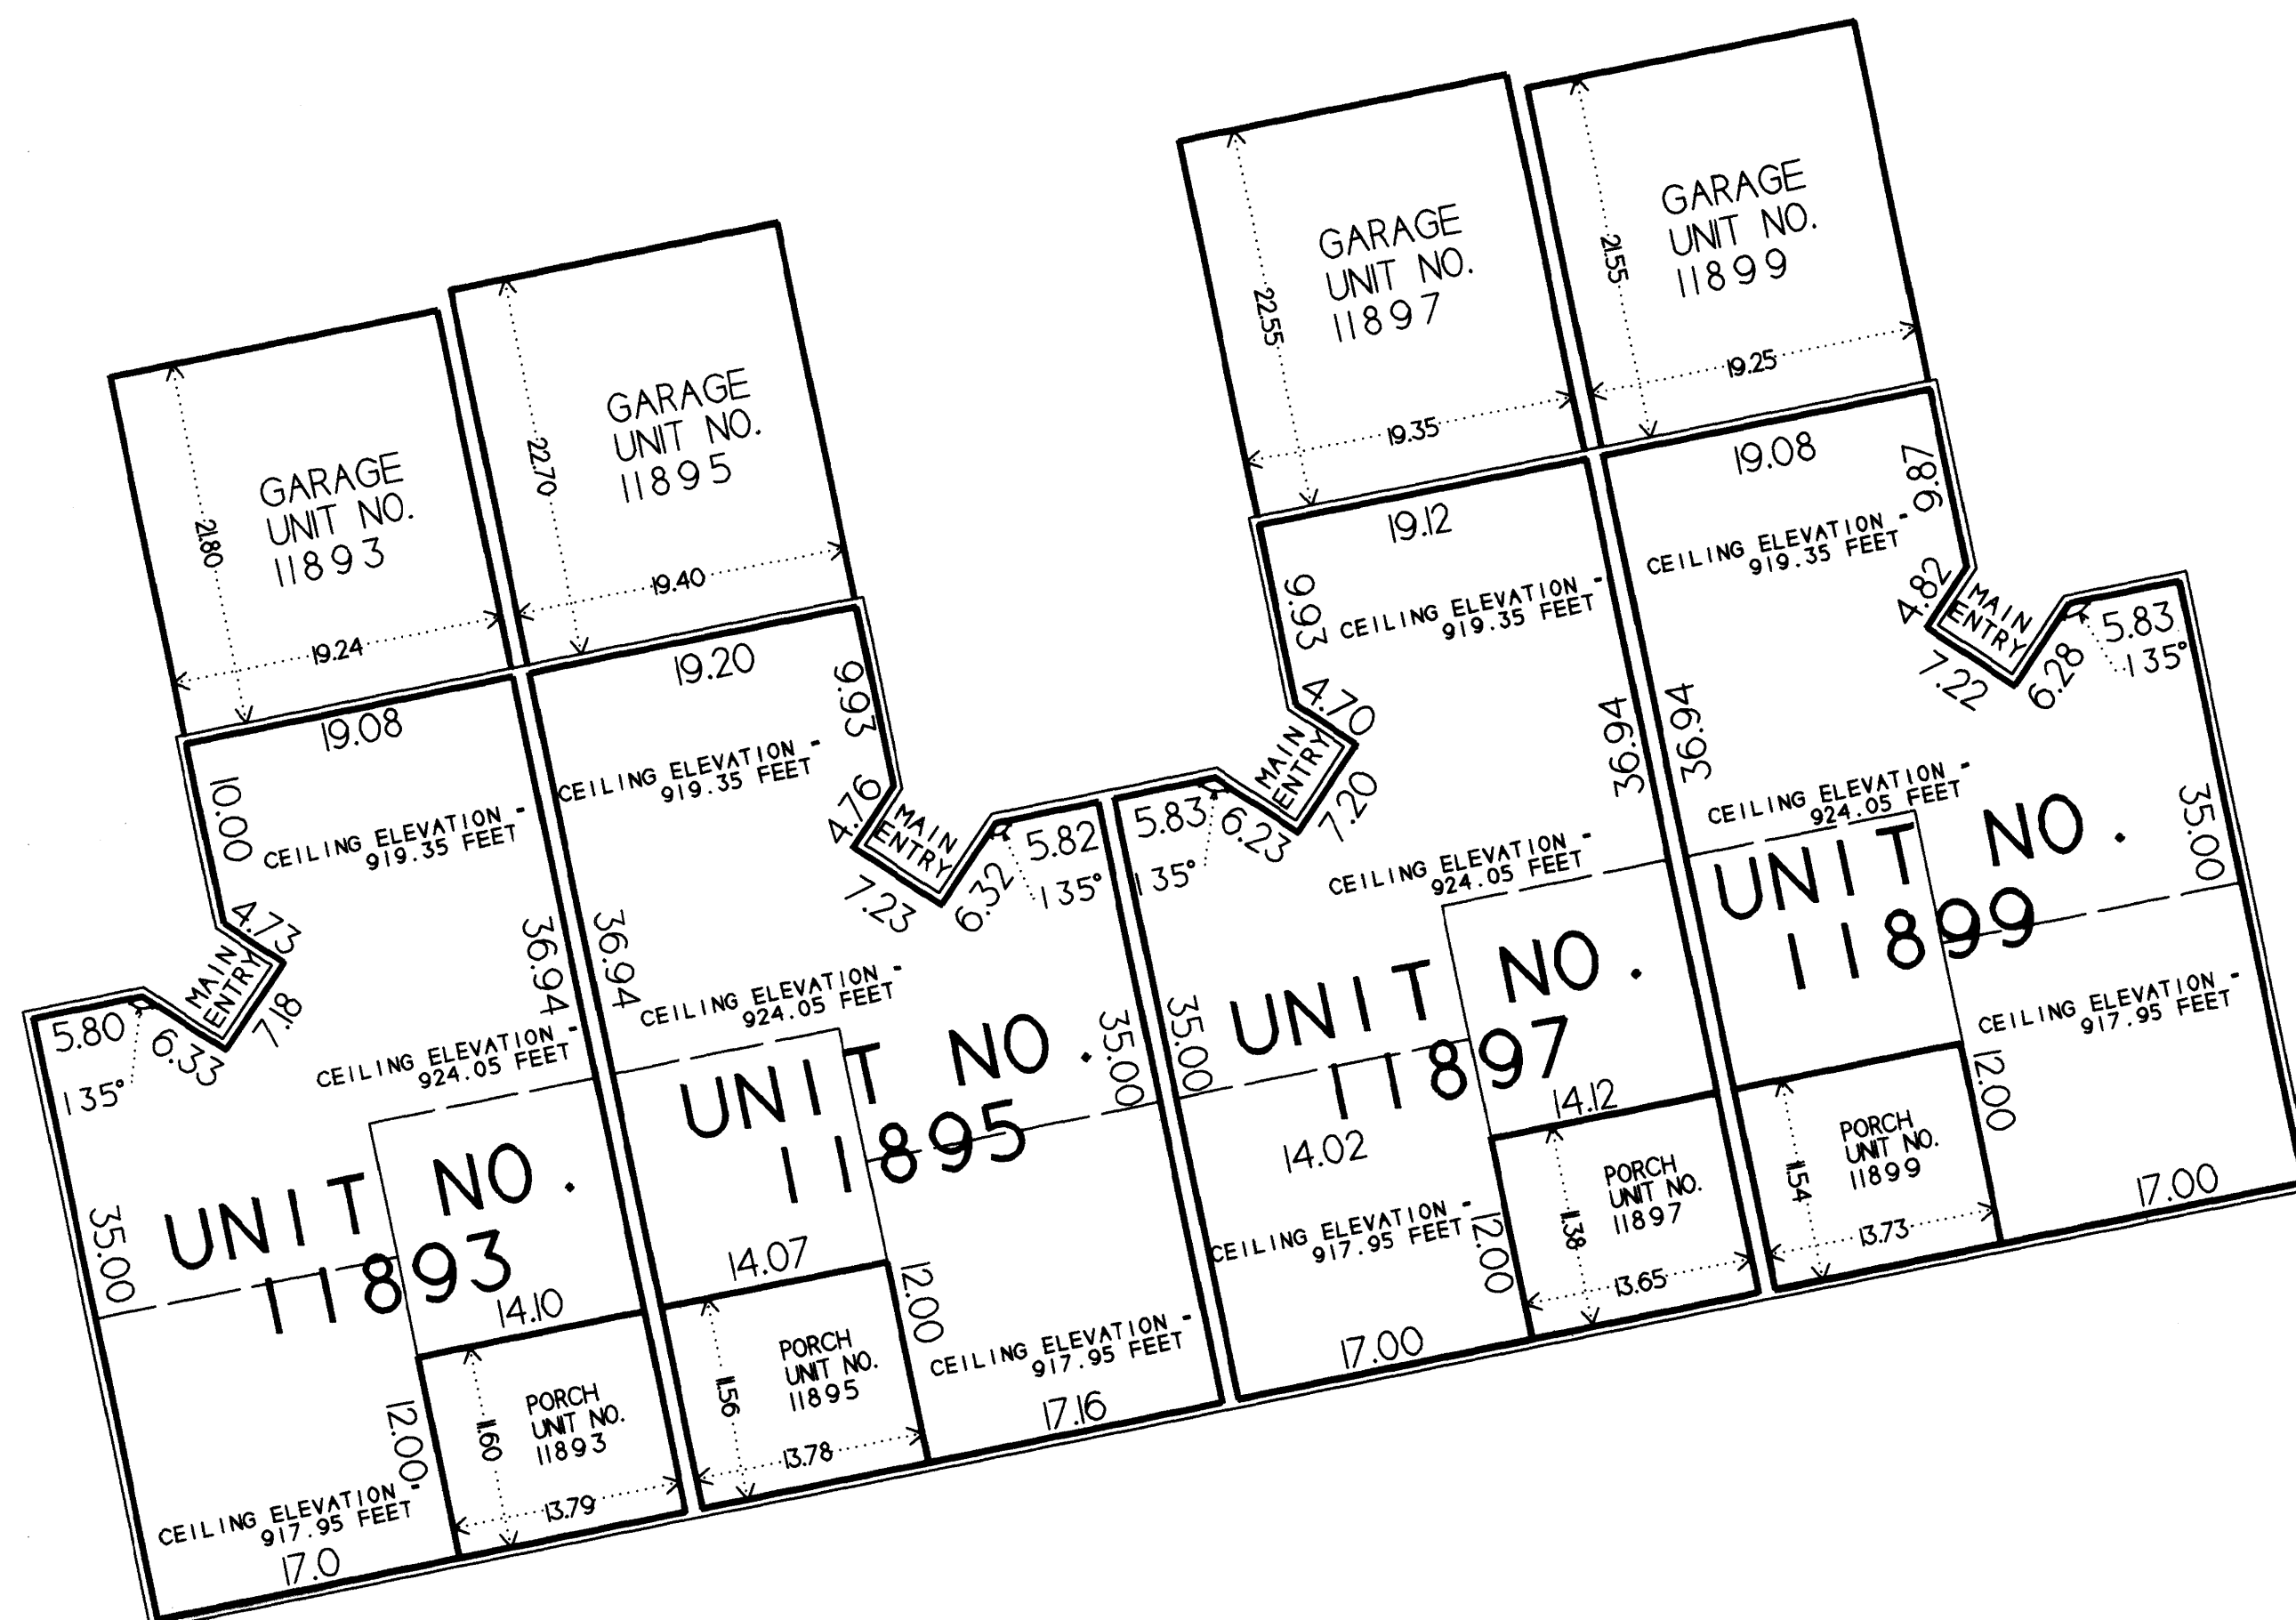 GARAGE
UNIT NO.
11893
21.80
19.24
GARAGE
UNIT NO.
11895
22.70
19.40
GARAGE
UNIT NO.
11897
22.55
19.35
GARAGE
UNIT NO.
11899
21.55
19.25
19.08
10.00
CEILING ELEVATION -
919.35 FEET
4.73
MAIN
ENTRY
7.18
6.33
5.80
135°
36.94
CEILING ELEVATION -
924.05 FEET
35.00
UNIT NO.
11893
14.10
12.00
PORCH
UNIT NO.
11893
11.60
13.79
CEILING ELEVATION -
917.95 FEET
17.0
19.20
9.93
CEILING ELEVATION -
919.35 FEET
4.76
MAIN
ENTRY
7.23
6.32
5.82
135°
36.94
CEILING ELEVATION -
924.05 FEET
35.00
UNIT NO.
11895
14.07
12.00
PORCH
UNIT NO.
11895
11.56
13.78
CEILING ELEVATION -
917.95 FEET
17.16
19.12
9.93
CEILING ELEVATION -
919.35 FEET
4.70
MAIN
ENTRY
7.20
6.23
5.83
135°
36.94
CEILING ELEVATION -
924.05 FEET
35.00
UNIT NO.
11897
14.12
14.02
12.00
PORCH
UNIT NO.
11897
11.38
13.65
CEILING ELEVATION -
917.95 FEET
17.00
19.08
9.87
CEILING ELEVATION -
919.35 FEET
4.82
MAIN
ENTRY
7.22
6.28
5.83
135°
36.94
CEILING ELEVATION -
924.05 FEET
35.00
UNIT NO.
11899
12.00
PORCH
UNIT NO.
11899
11.54
13.73
CEILING ELEVATION -
917.95 FEET
17.00